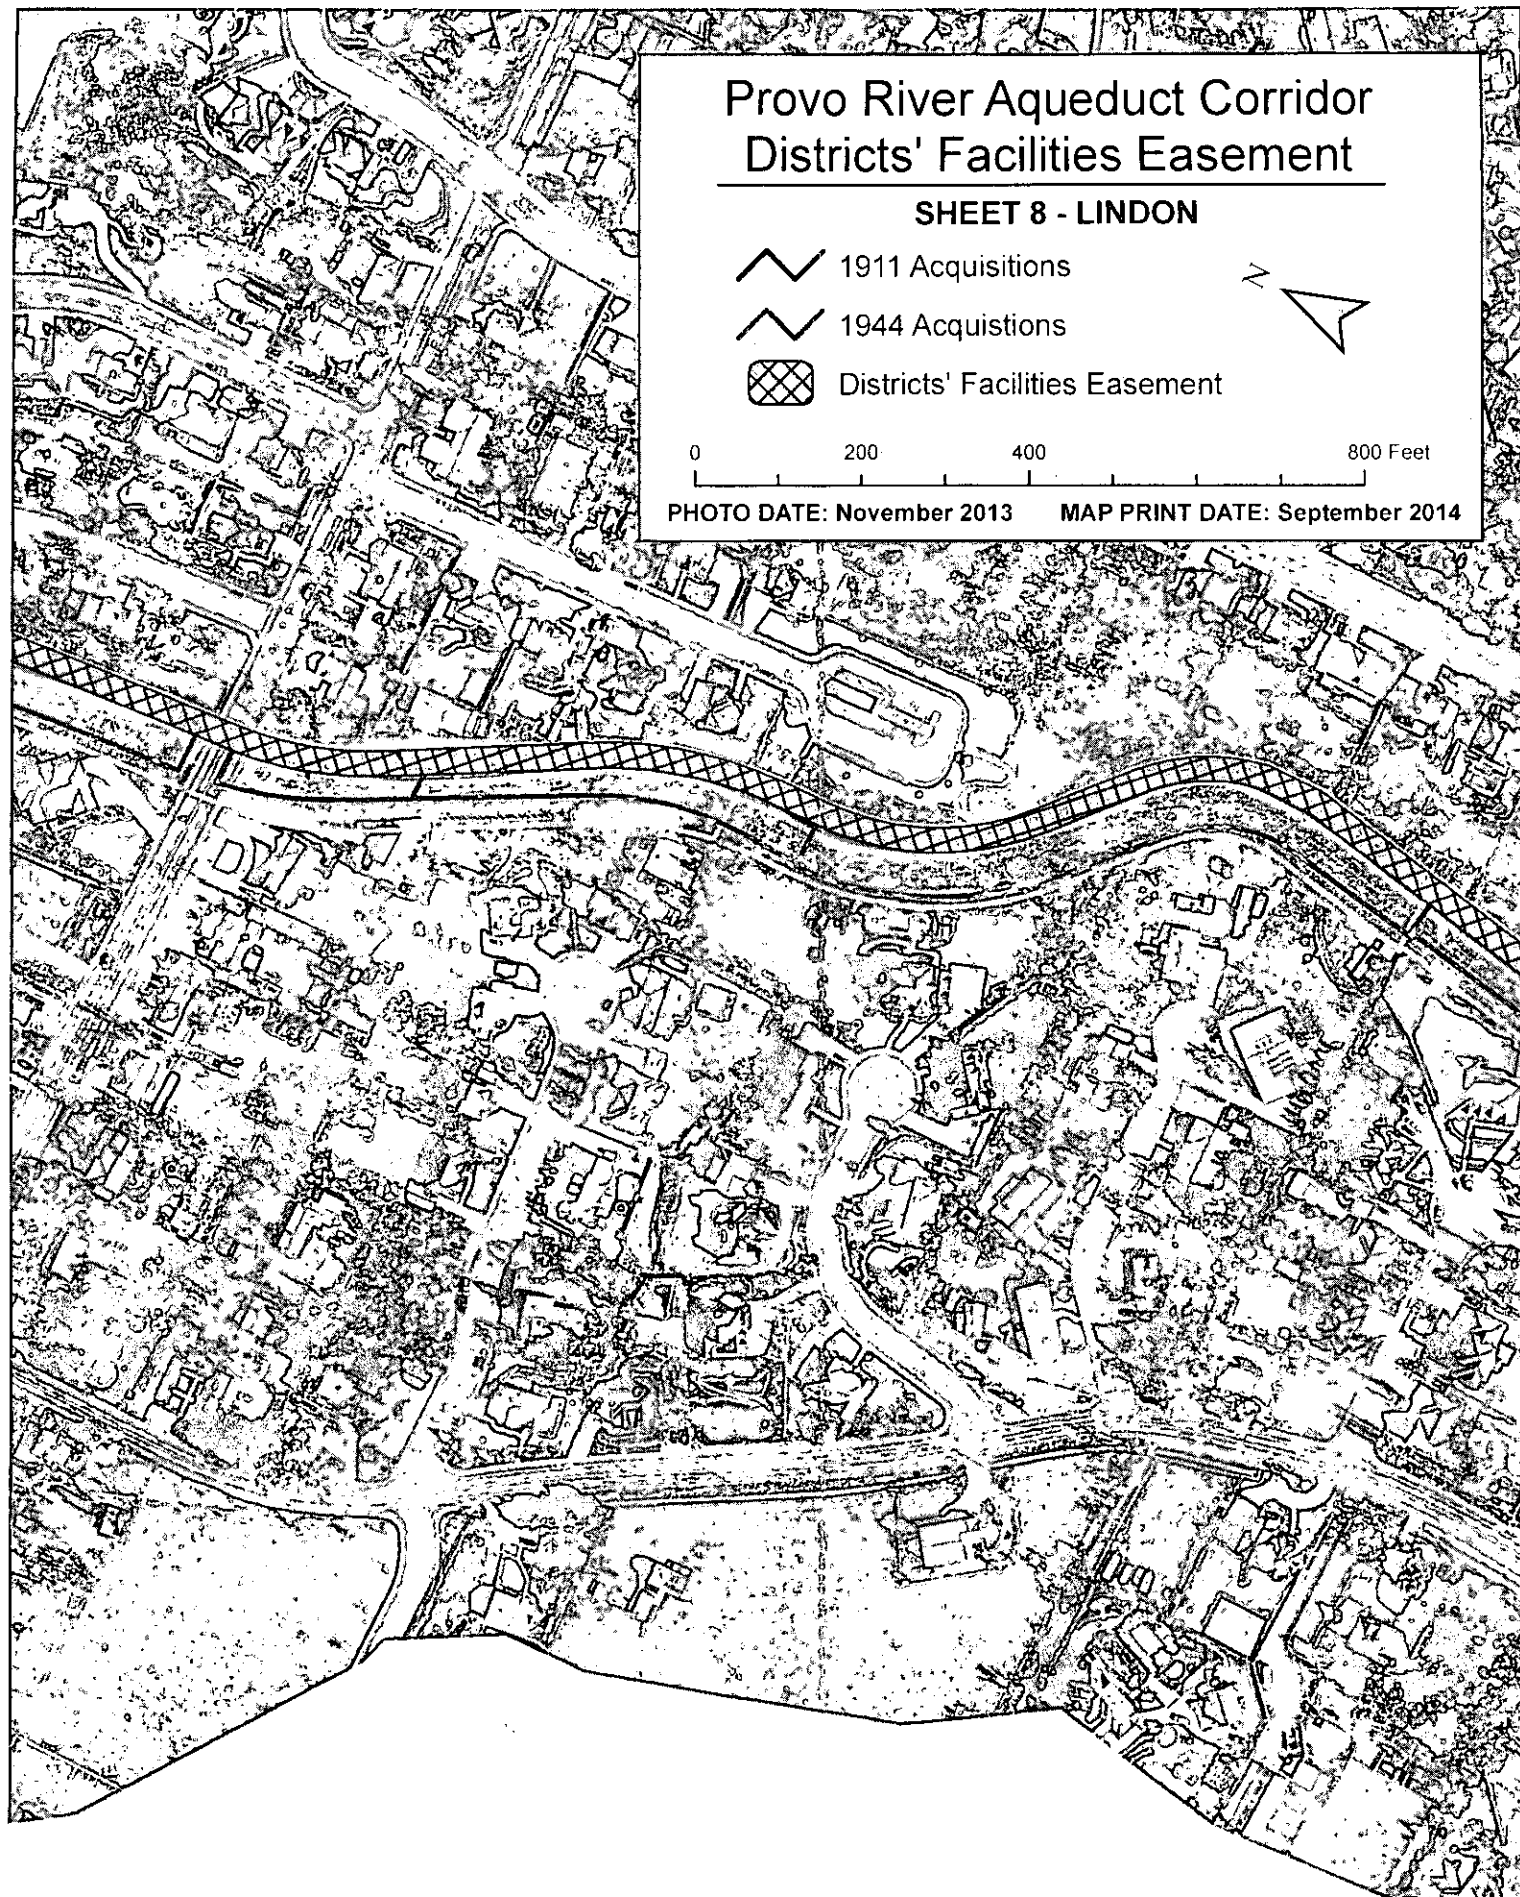 Provo River Aqueduct Corridor
Districts' Facilities Easement
SHEET 8 - LINDON
1911 Acquisitions
N
1944 Acquistions
Districts' Facilities Easement
0 200 400 800 Feet
PHOTO DATE: November 2013 MAP PRINT DATE: September 2014